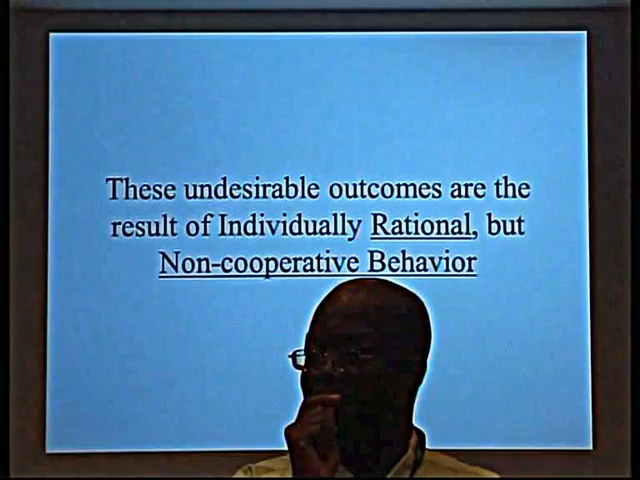 These undesirable outcomes are the
result of Individually Rational, but
Non-cooperative Behavior